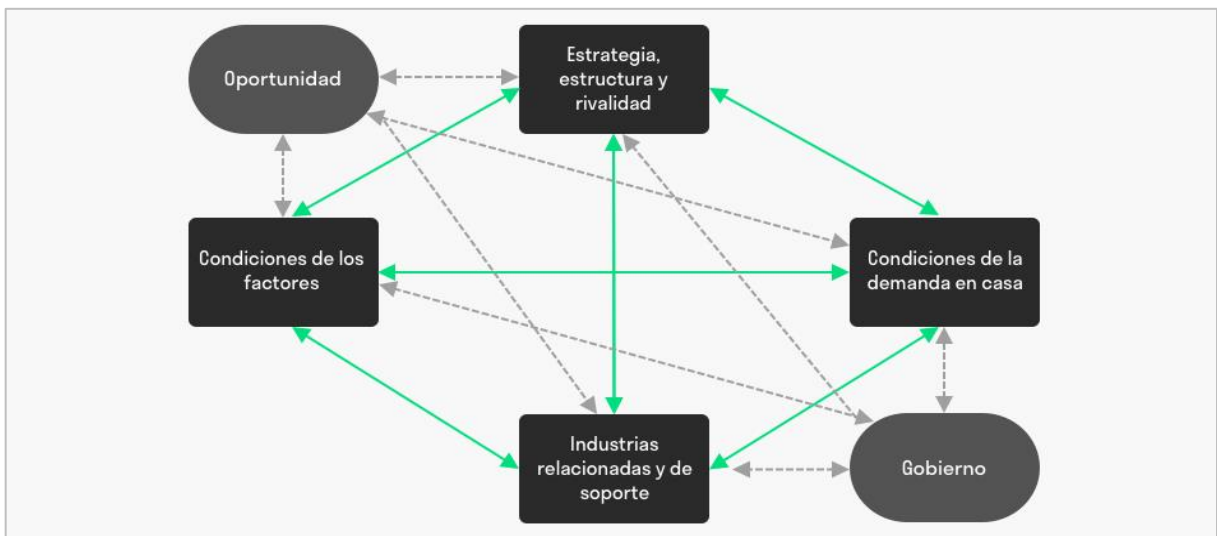 Oportunidad
Estrategia,
estructura y
rivalidad
Condiciones de los
factores
Condiciones de la
demanda en casa
Industrias
relacionadas y de
soporte
Gobierno